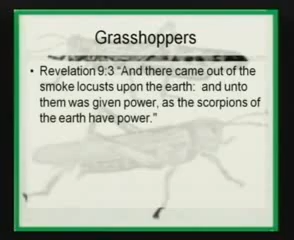 Grasshoppers
• Revelation 9:3 “And there came out of the
smoke locusts upon the earth:  and unto
them was given power, as the scorpions of
the earth have power.”